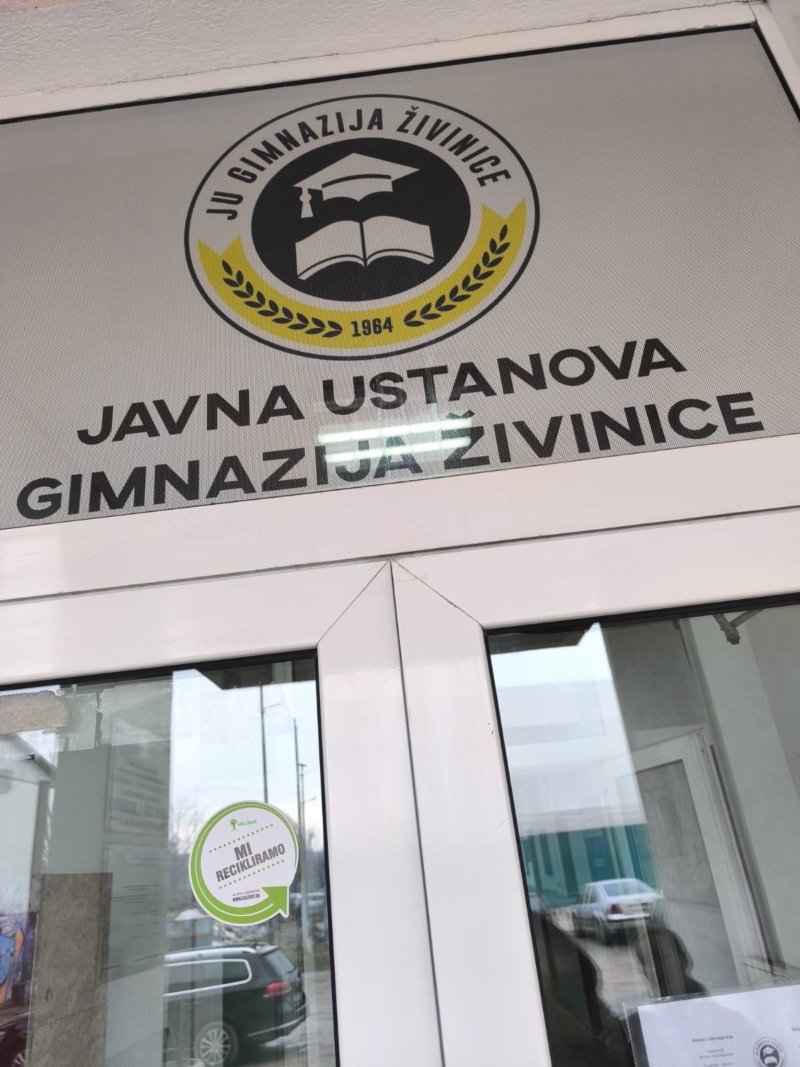 JU GIMNAZIJA ŽIVINICE
1964
JAVNA USTANOVA
GIMNAZIJA ŽIVINICE
MI
RECIKLIRAMO